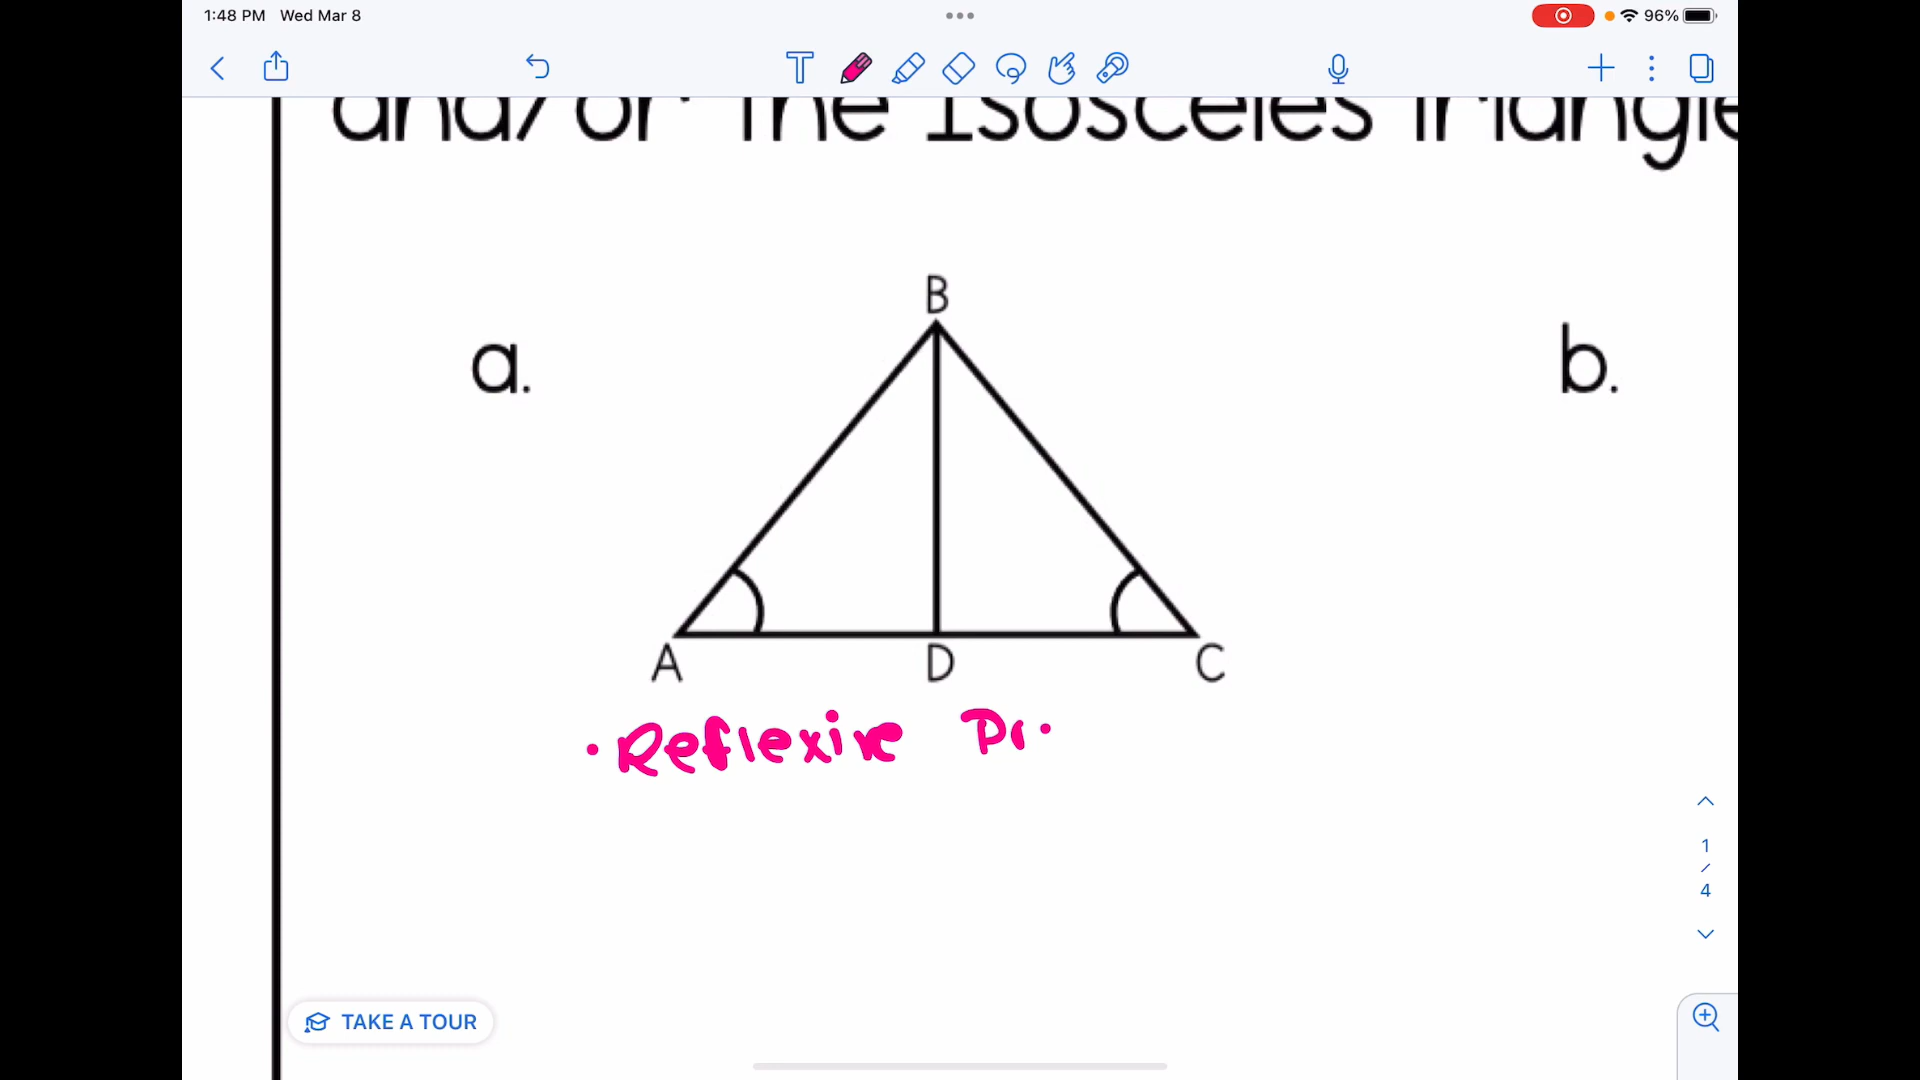 1:48 PM Wed Mar 8
96%
and/or the Isosceles Triangle
B
a.
b.
A
D
C
· Reflexive Pr.
1
/
4
TAKE A TOUR